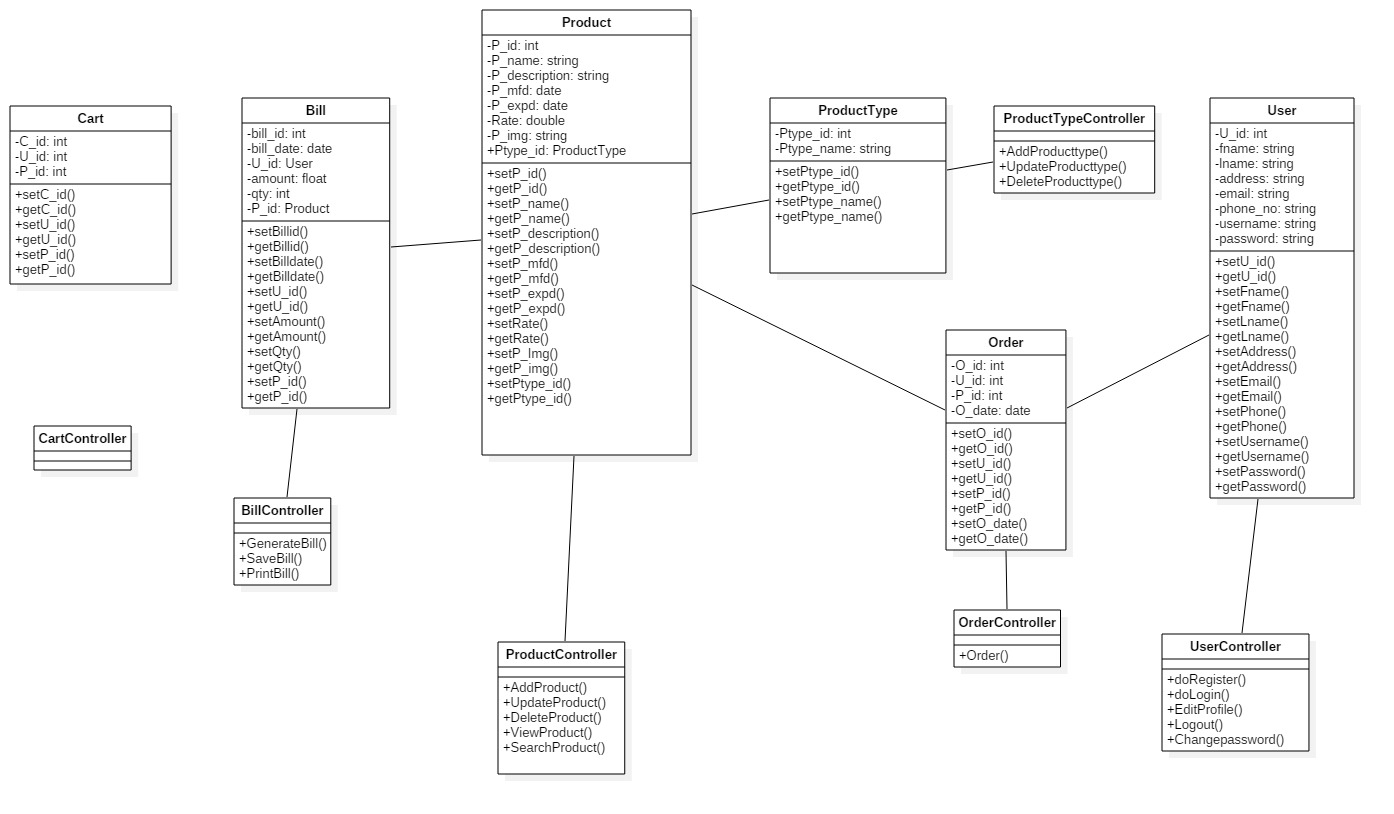 Product
-P_id: int
-P_name: string
-P_description: string
-P_mfd: date
-P_expd: date
-Rate: double
-P_img: string
+Ptype_id: ProductType
+setP_id()
+getP_id()
+setP_name()
+getP_name()
+setP_description()
+getP_description()
+setP_mfd()
+getP_mfd()
+setP_expd()
+getP_expd()
+setRate()
+getRate()
+setP_Img()
+getP_img()
+setPtype_id()
+getPtype_id()
Cart
-C_id: int
-U_id: int
-P_id: int
+setC_id()
+getC_id()
+setU_id()
+getU_id()
+setP_id()
+getP_id()
Bill
-bill_id: int
-bill_date: date
-U_id: User
-amount: float
-qty: int
-P_id: Product
+setBillid()
+getBillid()
+setBilldate()
+getBilldate()
+setU_id()
+getU_id()
+setAmount()
+getAmount()
+setQty()
+getQty()
+setP_id()
+getP_id()
ProductType
-Ptype_id: int
-Ptype_name: string
+setPtype_id()
+getPtype_id()
+setPtype_name()
+getPtype_name()
ProductTypeController
+AddProducttype()
+UpdateProducttype()
+DeleteProducttype()
User
-U_id: int
-fname: string
-lname: string
-address: string
-email: string
-phone_no: string
-username: string
-password: string
+setU_id()
+getU_id()
+setFname()
+getFname()
+setLname()
+getLname()
+setAddress()
+getAddress()
+setEmail()
+getEmail()
+setPhone()
+getPhone()
+setUsername()
+getUsername()
+setPassword()
+getPassword()
Order
-O_id: int
-U_id: int
-P_id: int
-O_date: date
+setO_id()
+getO_id()
+setU_id()
+getU_id()
+setP_id()
+getP_id()
+setO_date()
+getO_date()
CartController
BillController
+GenerateBill()
+SaveBill()
+PrintBill()
ProductController
+AddProduct()
+UpdateProduct()
+DeleteProduct()
+ViewProduct()
+SearchProduct()
OrderController
+Order()
UserController
+doRegister()
+doLogin()
+EditProfile()
+Logout()
+Changepassword()